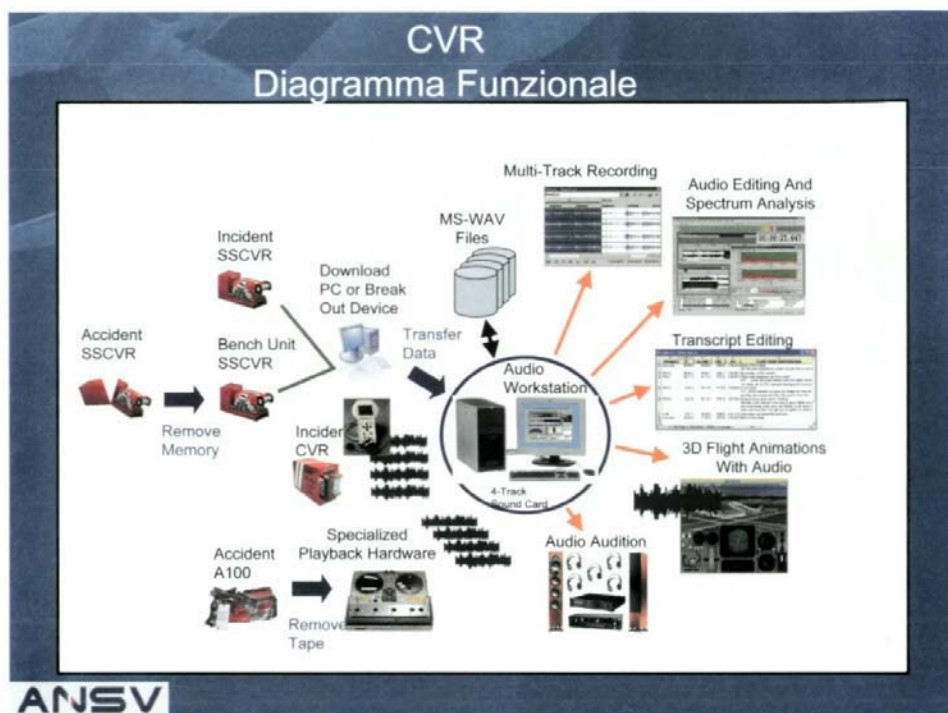 CVR
Diagramma Funzionale
Multi-Track Recording
Audio Editing And
Spectrum Analysis
MS-WAV
Files
Incident
SSCVR
Download
PC or Break
Out Device
Transfer
Data
Accident
SSCVR
Bench Unit
SSCVR
Remove
Memory
Audio
Workstation
Transcript Editing
Incider
CVR
3D Flight Animations
With Audio
4-Track
Sound Card
Accident
A100
Specialized
Playback Hardware
Remove
Tape
Audio Audition
ANSV